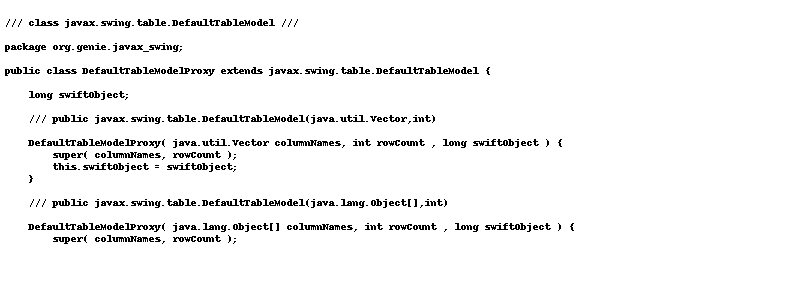 /// class javax.swing.table.DefaultTableModel ///
package org.genie.javax_swing;
public class DefaultTableModelProxy extends javax.swing.table.DefaultTableModel {
long swiftObject;
/// public javax.swing.table.DefaultTableModel(java.util.Vector,int)
DefaultTableModelProxy( java.util.Vector columnNames, int rowCount , long swiftObject ) {
super( columnNames, rowCount );
this.swiftObject = swiftObject;
}
/// public javax.swing.table.DefaultTableModel(java.lang.Object[],int)
DefaultTableModelProxy( java.lang.Object[] columnNames, int rowCount , long swiftObject ) {
super( columnNames, rowCount );